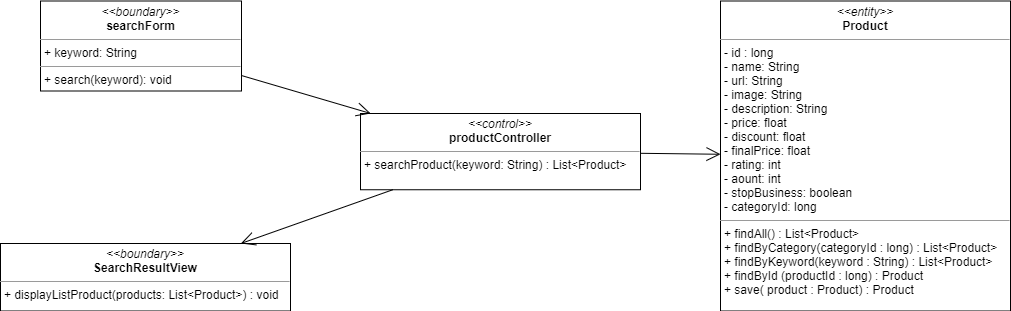 <<boundary>>
searchForm
+ keyword: String
+ search(keyword): void
<<control>>
productController
+ searchProduct(keyword: String) : List<Product>
<<boundary>>
SearchResultView
+ displayListProduct(products: List<Product>) : void
<<entity>>
Product
- id : long
- name: String
- url: String
- image: String
- description: String
- price: float
- discount: float
- finalPrice: float
- rating: int
- aount: int
- stopBusiness: boolean
- categoryId: long
+ findAll() : List<Product>
+ findByCategory(categoryId : long) : List<Product>
+ findByKeyword(keyword : String) : List<Product>
+ findById (productId : long) : Product
+ save( product : Product) : Product